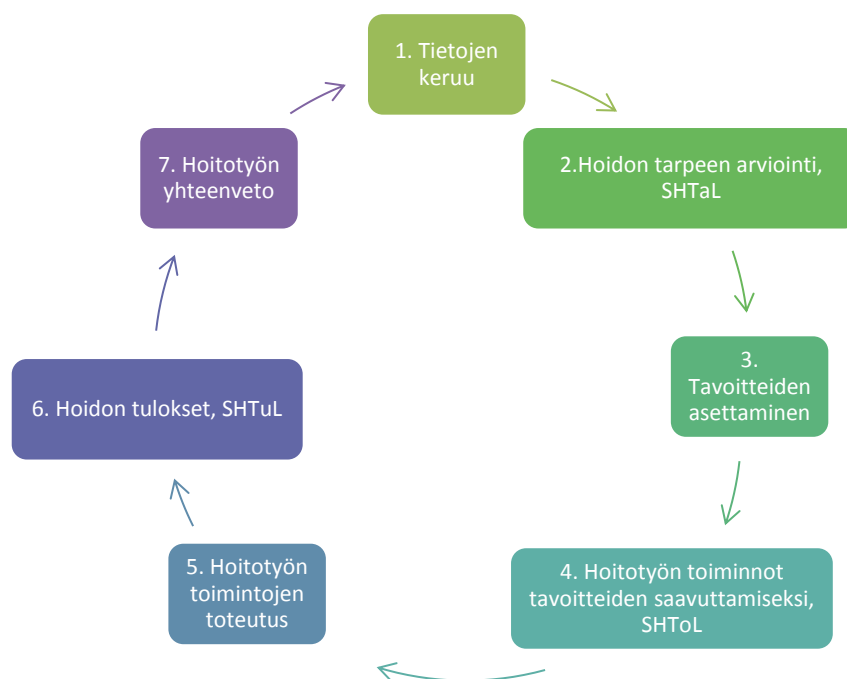 1. Tietojen
keruu
2.Hoidon tarpeen arviointi,
SHTaL
3.
Tavoitteiden
asettaminen
4. Hoitotyön toiminnot
tavoitteiden saavuttamiseksi,
SHToL
5. Hoitotyön
toimintojen
toteutus
6. Hoidon tulokset, SHTuL
7. Hoitotyön
yhteenveto